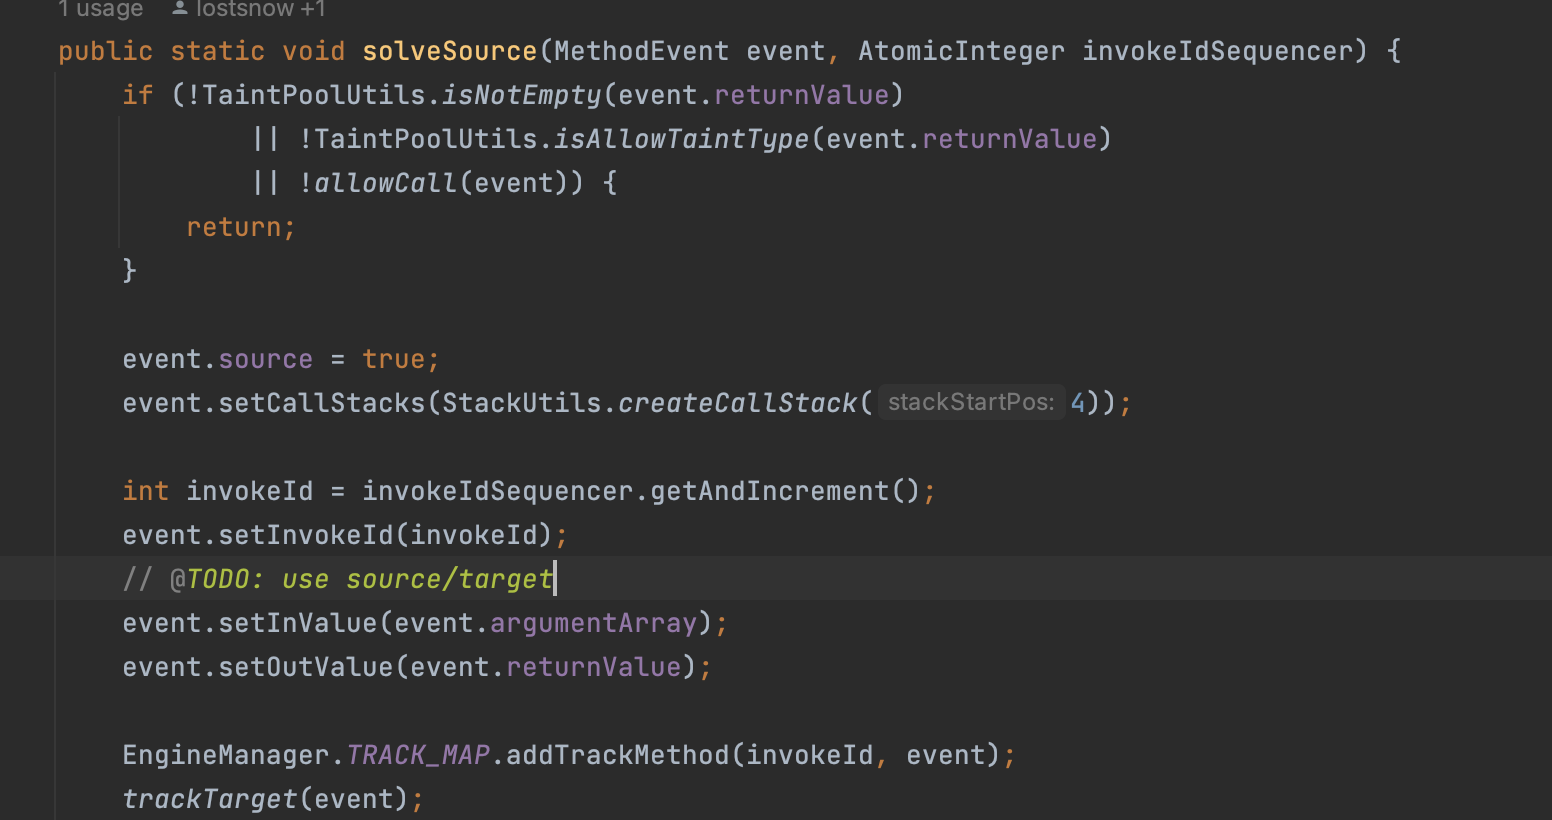 1 usage lostsnow +1
public static void solveSource(MethodEvent event, AtomicInteger invokeIdSequencer) {
if (!TaintPoolUtils.isNotEmpty(event.returnValue)
|| !TaintPoolUtils.isAllowTaintType(event.returnValue)
|| !allowCall(event)) {
return;
}
event.source = true;
event.setCallStacks(StackUtils.createCallStack( stackStartPos: 4));
int invokeId = invokeIdSequencer.getAndIncrement();
event.setInvokeId(invokeId);
// @TODO: use source/target
event.setInValue(event.argumentArray);
event.setOutValue(event.returnValue);
EngineManager.TRACK_MAP.addTrackMethod(invokeId, event);
trackTarget(event);